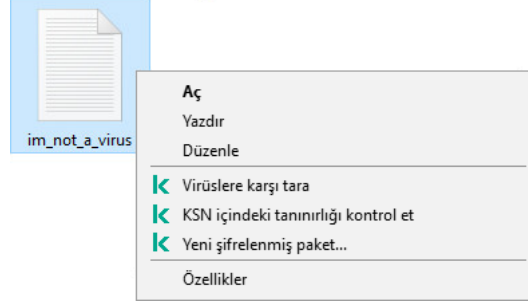 im_not_a_virus
Aç
Yazdır
Düzenle
Virüslere karşı tara
KSN içindeki tanınırlığı kontrol et
Yeni şifrelenmiş paket...
Özellikler